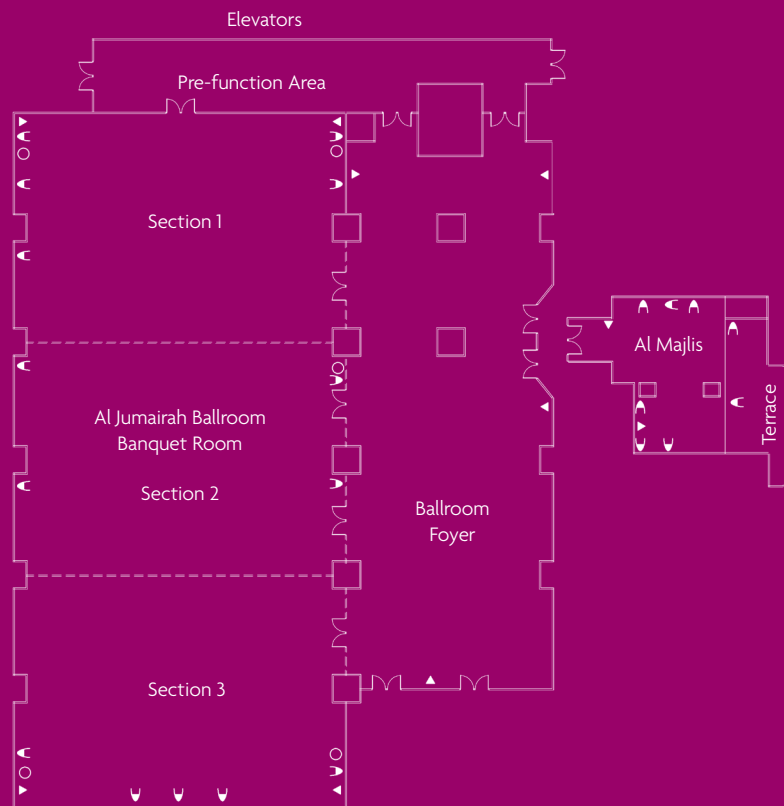 Elevators
Pre-function Area
Section 1
Al Majlis
Terrace
Al Jumairah Ballroom
Banquet Room
Section 2
Ballroom
Foyer
Section 3